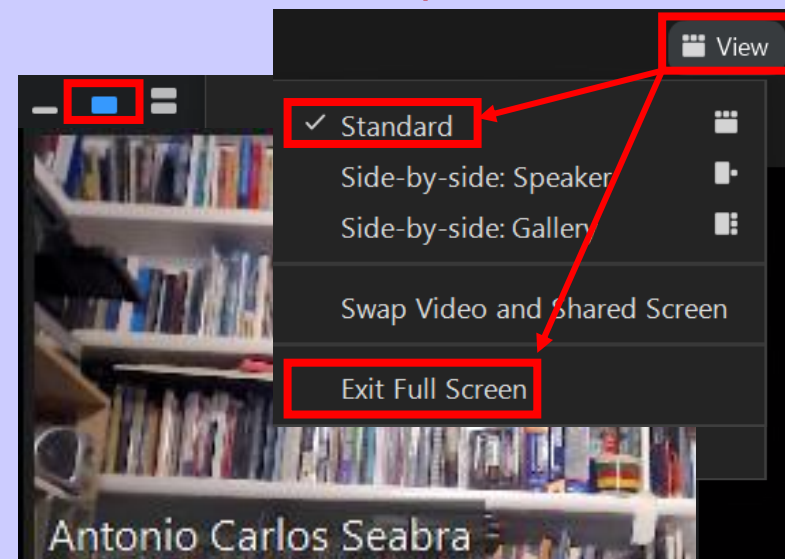 View
Standard
Side-by-side: Speaker
Side-by-side: Gallery
Swap Video and Shared Screen
Exit Full Screen
Antonio Carlos Seabra